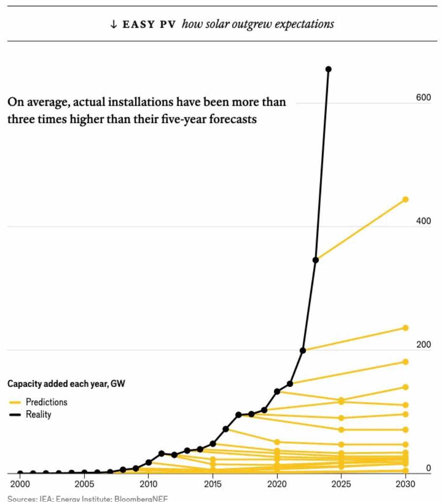 ↓ EASY PV how solar outgrew expectations
600
On average, actual installations have been more than
three times higher than their five-year forecasts
400
200
Capacity added each year, GW
Predictions
Reality
0
2000 2005 2010 2015 2020 2025 2030
Sources: IEA; Energy Institute; BloombergNEF